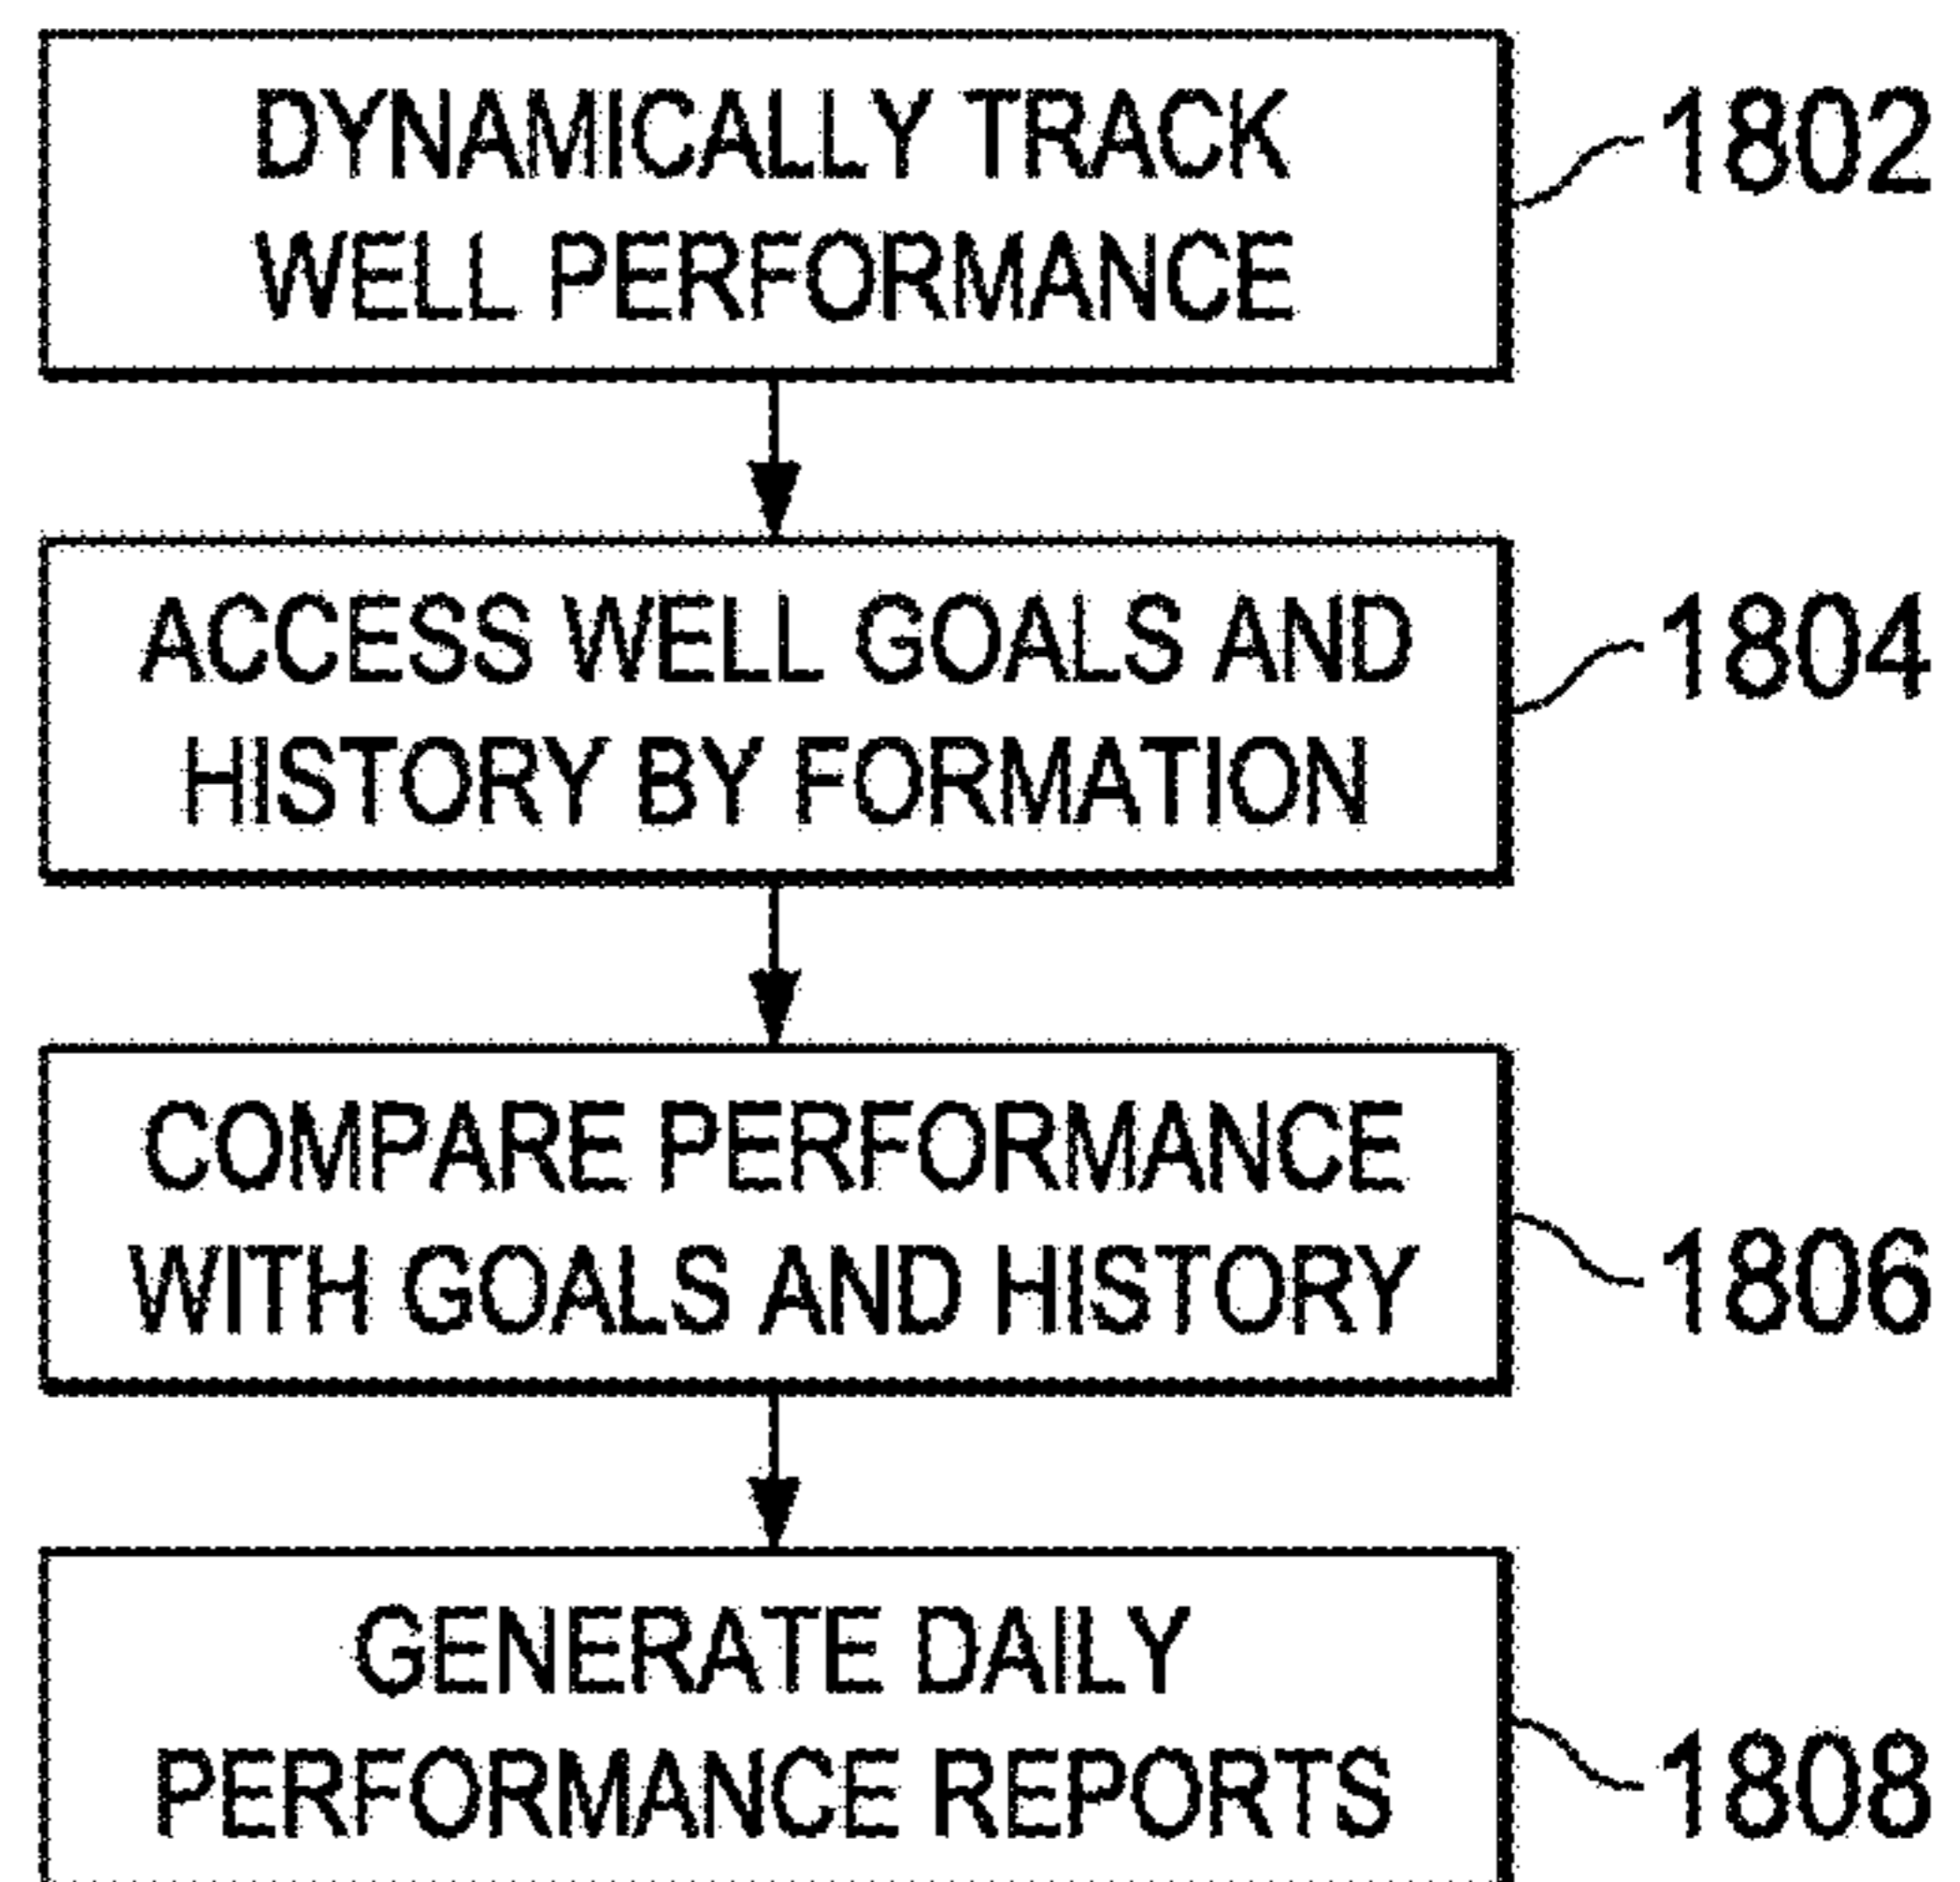 DYNAMICALLY TRACK
WELL PERFORMANCE
1802
ACCESS WELL GOALS AND
HISTORY BY FORMATION
1804
COMPARE PERFORMANCE
WITH GOALS AND HISTORY
1806
GENERATE DAILY
PERFORMANCE REPORTS
1808